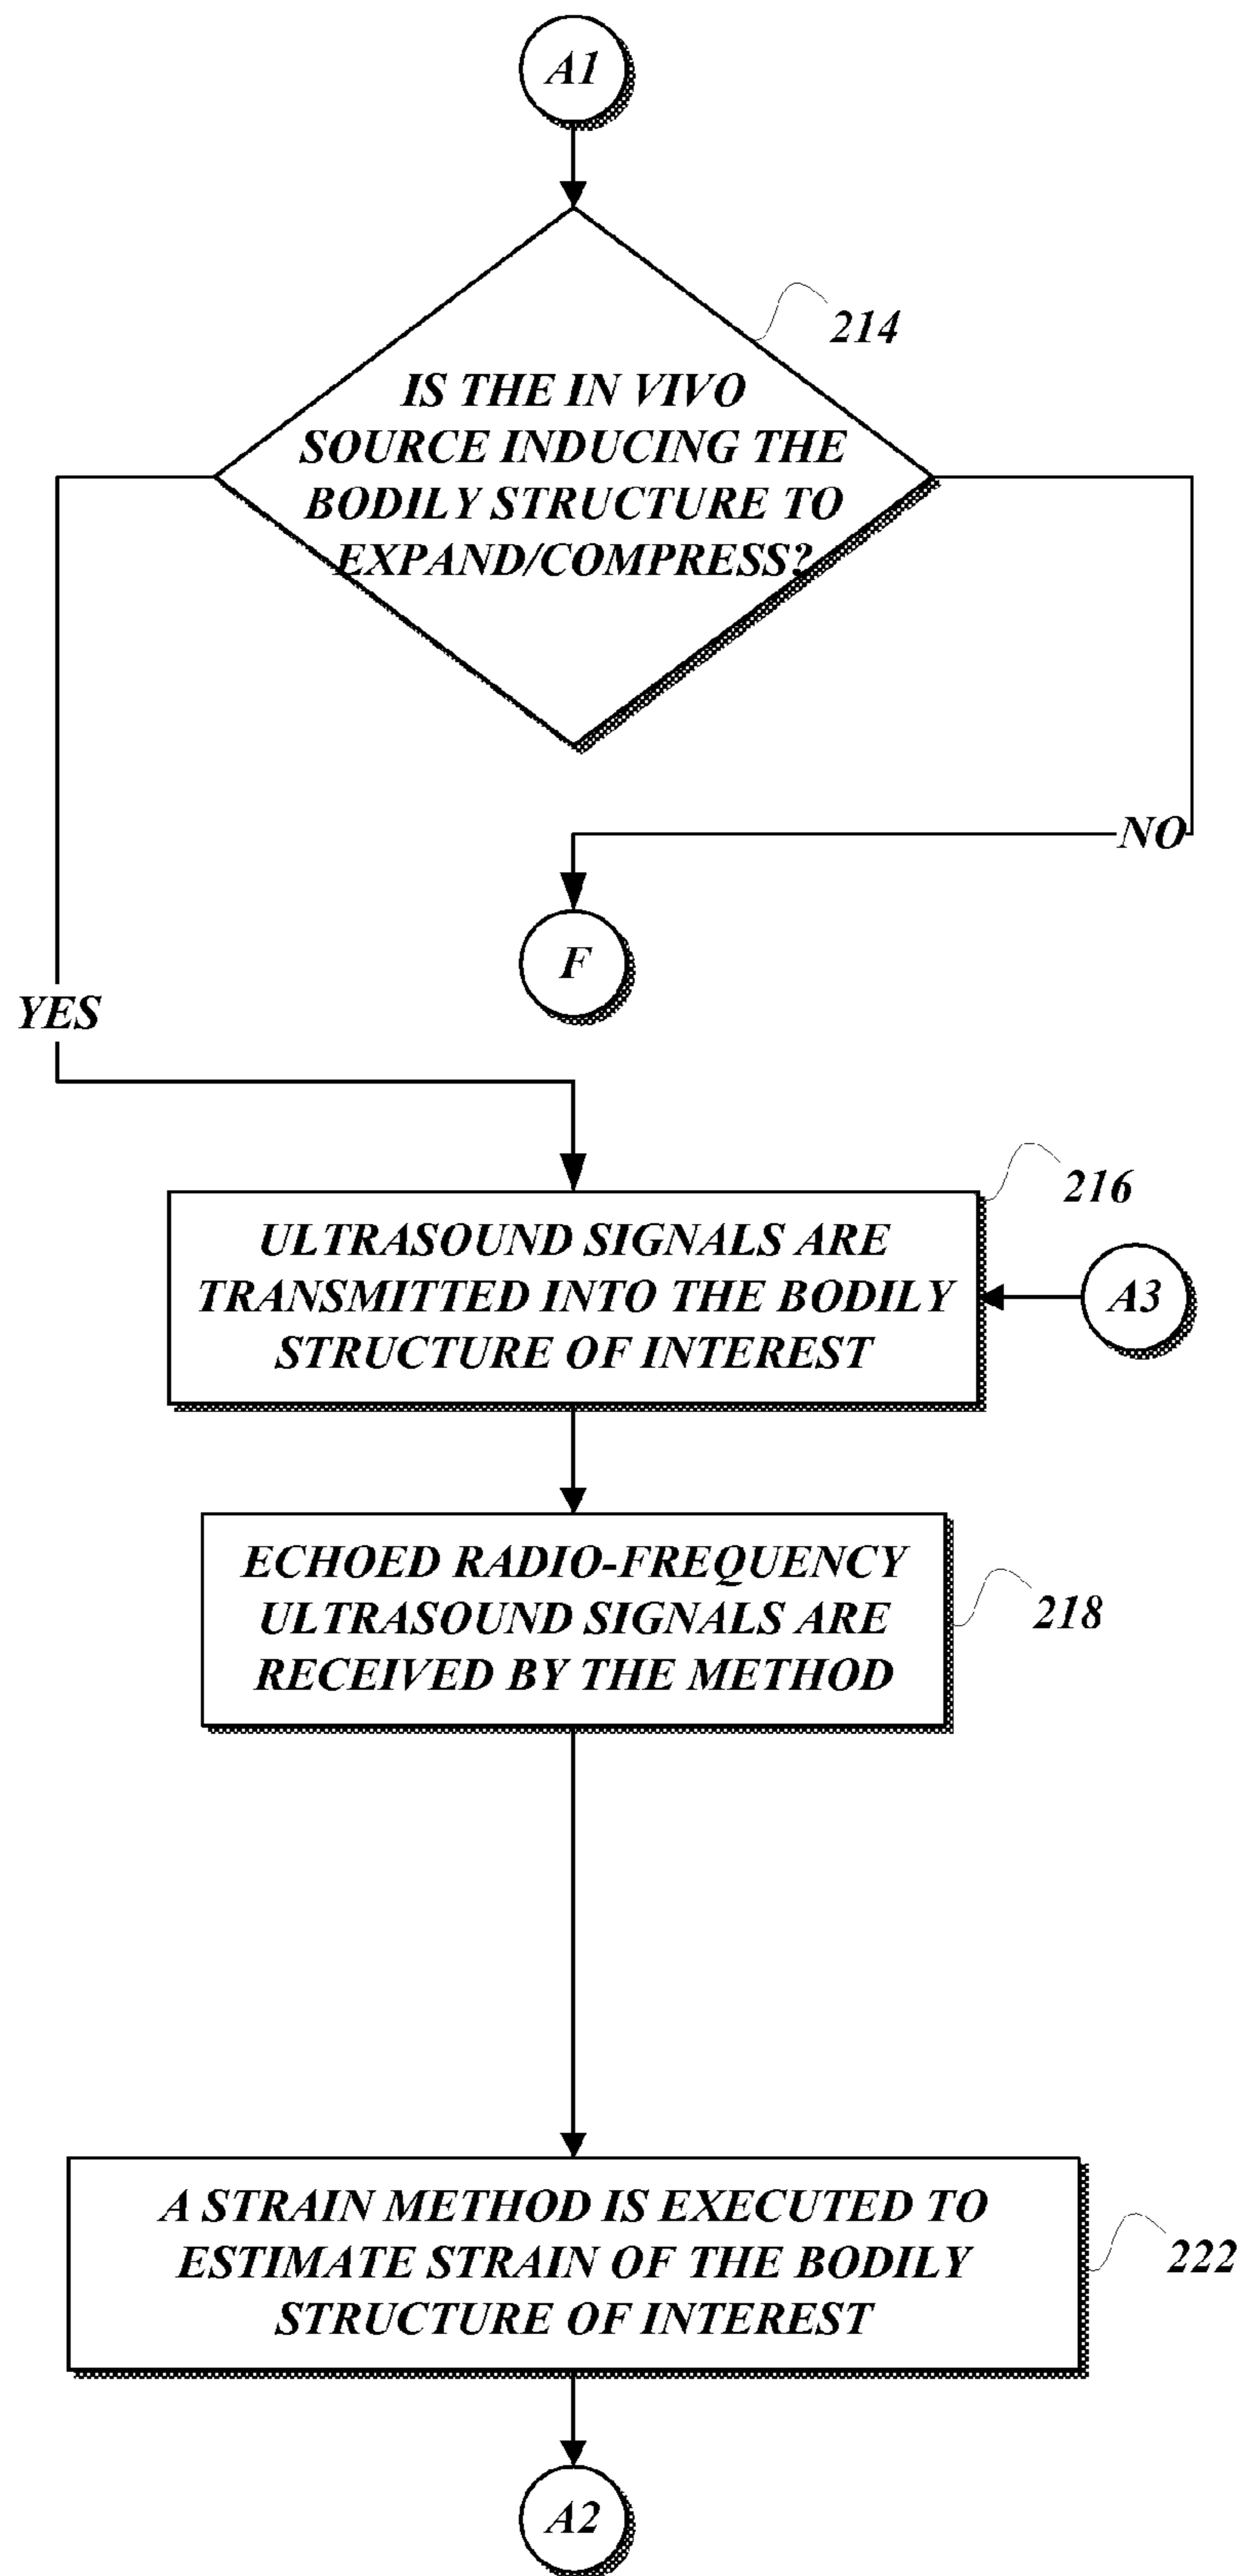 A1
214
IS THE IN VIVO
SOURCE INDUCING THE
BODILY STRUCTURE TO
EXPAND/COMPRESS?
NO
F
YES
216
ULTRASOUND SIGNALS ARE
TRANSMITTED INTO THE BODILY
STRUCTURE OF INTEREST
A3
ECHOED RADIO-FREQUENCY
ULTRASOUND SIGNALS ARE
RECEIVED BY THE METHOD
218
A STRAIN METHOD IS EXECUTED TO
ESTIMATE STRAIN OF THE BODILY
STRUCTURE OF INTEREST
222
A2